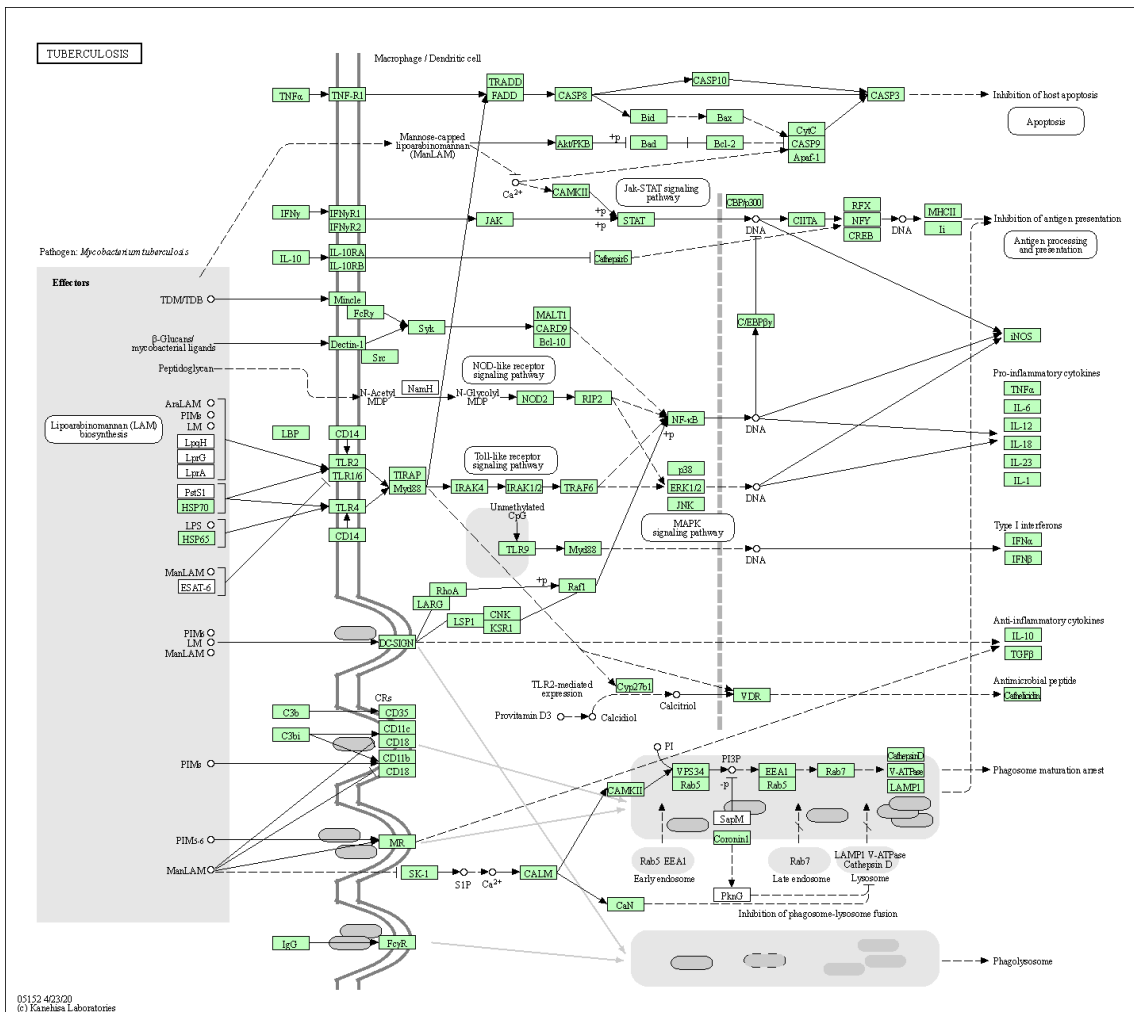 TUBERCULOSIS
Macrophage / Dendritic cell
TNFα
TNF-R1
TRADD
FADD
CASP8
CASP10
CASP3
Inhibition of host apoptosis
Apoptosis
Bid
Bax
CytC
CASP9
Apaf-1
Mannose-capped
lipoarabinomannan
(ManLAM)
Akt/PKB
+p
Bad
Bcl-2
Ca2+
CAMKII
Jak-STAT signaling
pathway
IFNγ
IFNγR1
IFNγR2
JAK
+p
+p
STAT
CBP/p300
DNA
CIITA
RFX
NFY
CREB
DNA
MHCII
Ii
Inhibition of antigen presentation
Antigen processing
and presentation
IL-10
IL-10RA
IL-10RB
CathepsinS
Pathogen: Mycobacterium tuberculosis
Effectors
TDM/TDB
Mincle
FcRγ
Syk
MALT1
CARD9
Bcl-10
C/EBPβγ
iNOS
β-Glucans/
mycobacterial ligands
Dectin-1
Src
Peptidoglycan
N-Acetyl
MDP
NamH
N-Glycolyl
MDP
NOD-like receptor
signaling pathway
NOD2
RIP2
NF-κB
+p
DNA
Pro-inflammatory cytokines
TNFα
IL-6
IL-12
IL-18
IL-23
IL-1
Lipoarabinomannan (LAM)
biosynthesis
AraLAM
PIMs
LM
LpqH
LprG
LprA
PstS1
HSP70
LPS
HSP65
ManLAM
ESAT-6
LBP
CD14
TLR2
TLR1/6
TLR4
CD14
TIRAP
Myd88
Toll-like receptor
signaling pathway
IRAK4
IRAK1/2
TRAF6
p38
ERK1/2
JNK
DNA
MAPK
signaling pathway
Unmethylated
CpG
TLR9
Myd88
DNA
Type I interferons
IFNα
IFNβ
RhoA
LARG
+p
Raf1
LSP1
CNK
KSR1
PIMs
LM
ManLAM
DC-SIGN
Anti-inflammatory cytokines
IL-10
TGFβ
TLR2-mediated
expression
Cyp27b1
Provitamin D3
Calcidiol
Calcitriol
VDR
Antimicrobial peptide
Cathelicidin
CRs
C3b
CD35
C3bi
CD11c
CD18
PIMs
CD11b
CD18
PI
VPS34
Rab5
PI3P
-p
EEA1
Rab5
Rab7
CathepsinD
V-ATPase
LAMP1
Phagosome maturation arrest
CAMKII
SapM
Coronin1
PIMs-6
MR
ManLAM
SK-1
S1P
Ca2+
CALM
CaN
Rab5 EEA1
Early endosome
Rab7
Late endosome
LAMP1 V-ATPase
Cathepsin D
Lysosome
PknG
Inhibition of phagosome-lysosome fusion
IgG
FcγR
Phagolysosome
05152 4/23/20
(c) Kanehisa Laboratories